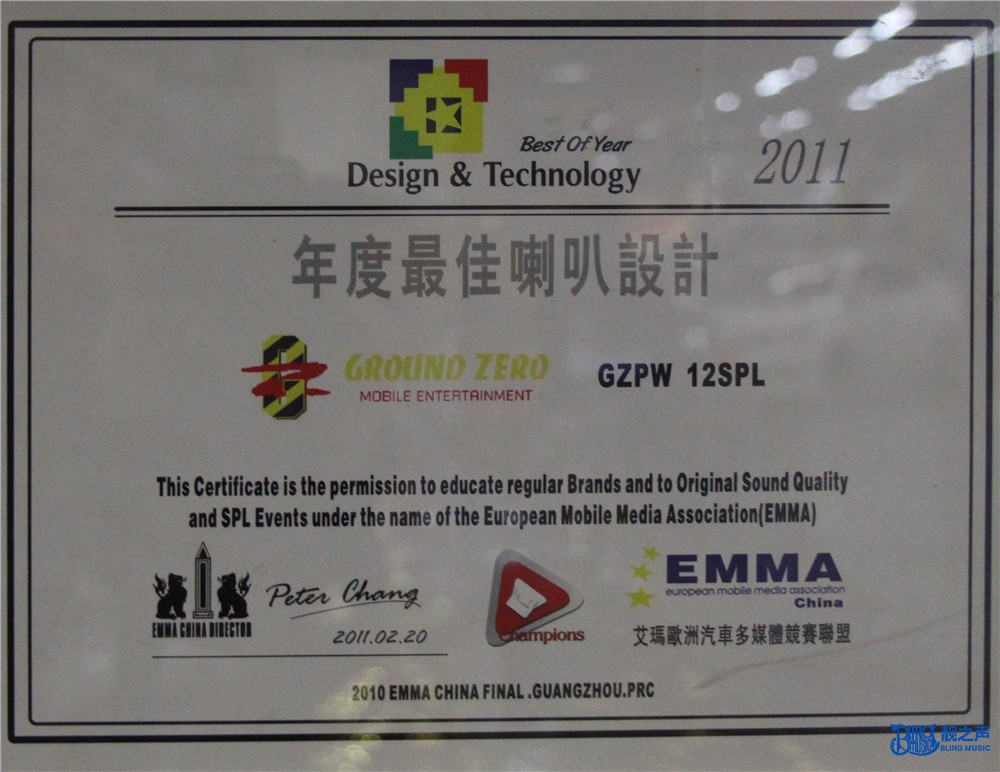 Best Of Year
Design & Technology
2011
年度最佳喇叭設計
GROUND ZERO
MOBILE ENTERTAINMENT
GZPW 12SPL
This Certificate is the permission to educate regular Brands and to Original Sound Quality
and SPL Events under the name of the European Mobile Media Association(EMMA)
EMMA CHINA DIRECTOR
Peter Chang
2011.02.20
Champions
EMMA
european mobile media association
China
艾瑪歐洲汽車多媒體競賽聯盟
2010 EMMA CHINA FINAL .GUANGZHOU.PRC
靓之声
BLING MUSIC